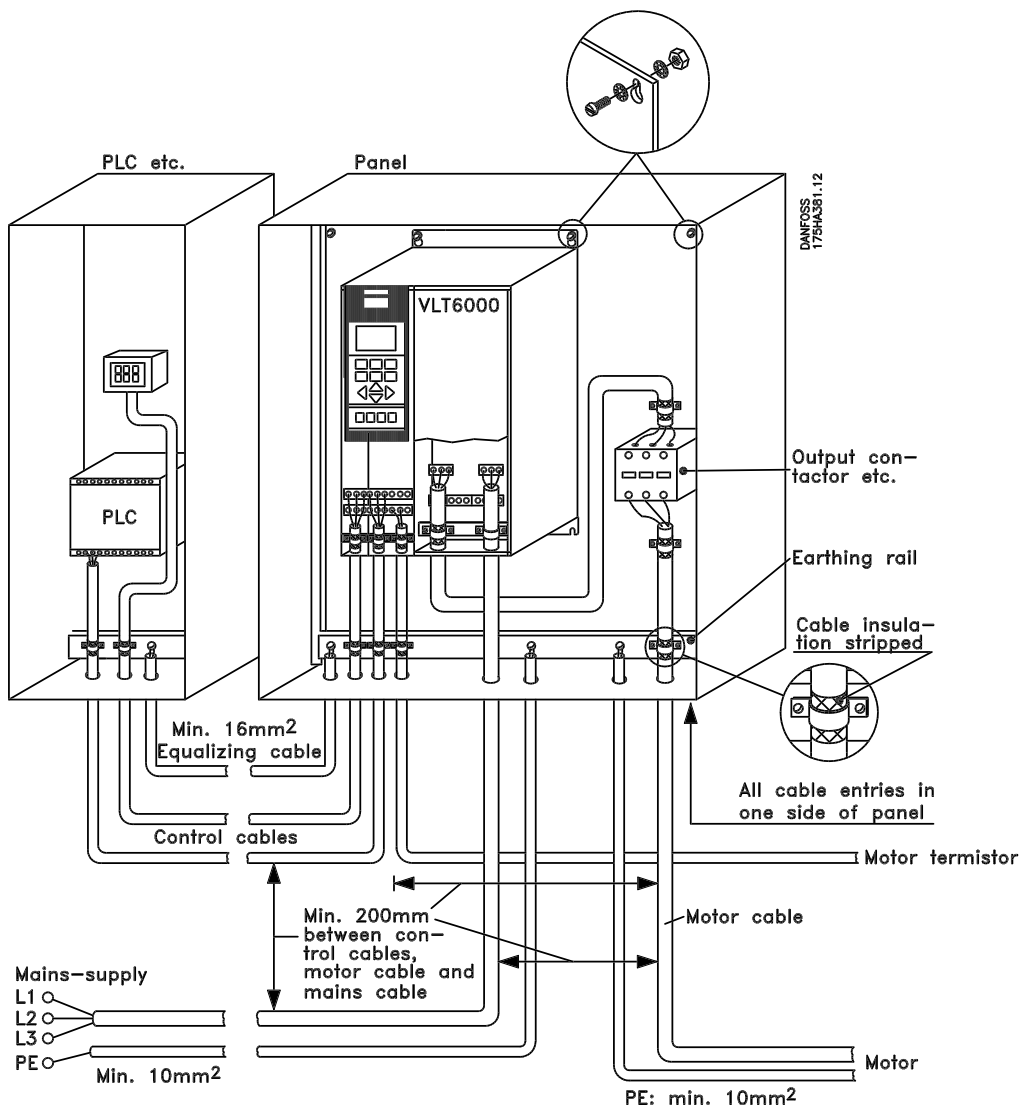 PLC etc.
Panel
DANFOSS
175HA381.12
VLT6000
PLC
Output con-
tactor etc.
Earthing rail
Cable insula-
tion stripped
Min. 16mm2
Equalizing cable
All cable entries in
one side of panel
Control cables
Motor termistor
Min. 200mm
between con-
trol cables,
motor cable and
mains cable
Motor cable
Mains-supply
L1
L2
L3
PE
Min. 10mm2
Motor
PE: min. 10mm2